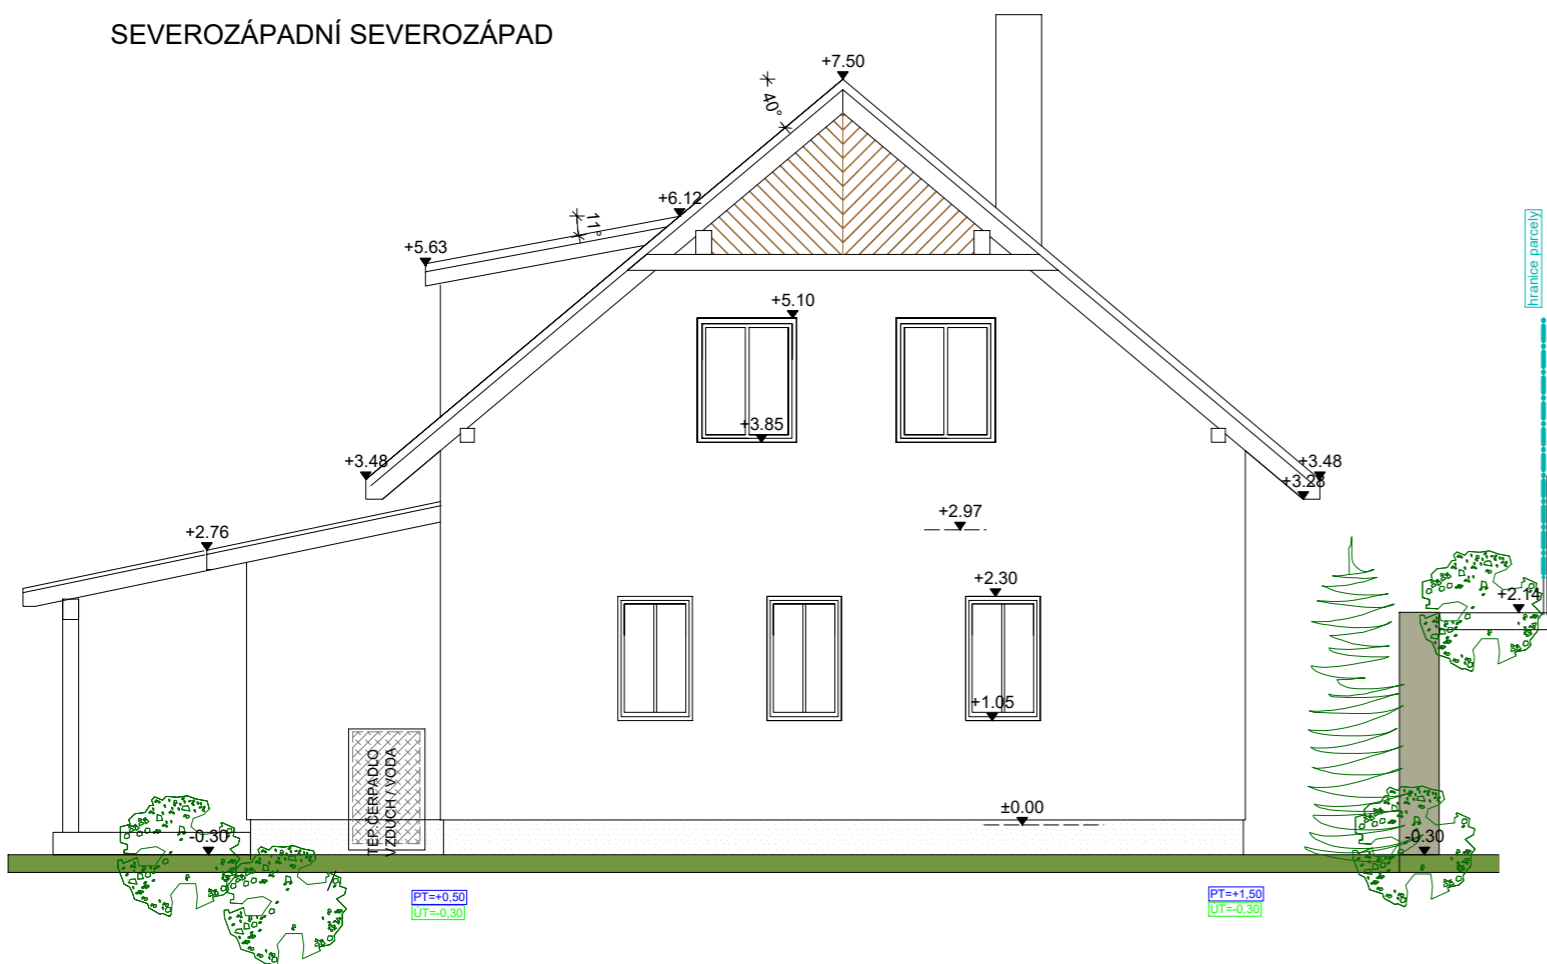 SEVEROZÁPADNÍ SEVEROZÁPAD
+7.50
40°
+6.12
11°
+5.63
+5.10
+3.85
+3.48
+3.48
+3.28
+2.97
+2.76
+2.30
+2.14
+1.05
±0.00
-0.30
-0.30
hranice parcely
TEP.ČERPADLO
VZDUCH / VODA
PT=+0,50
UT=-0,30
PT=+1,50
UT=-0,30